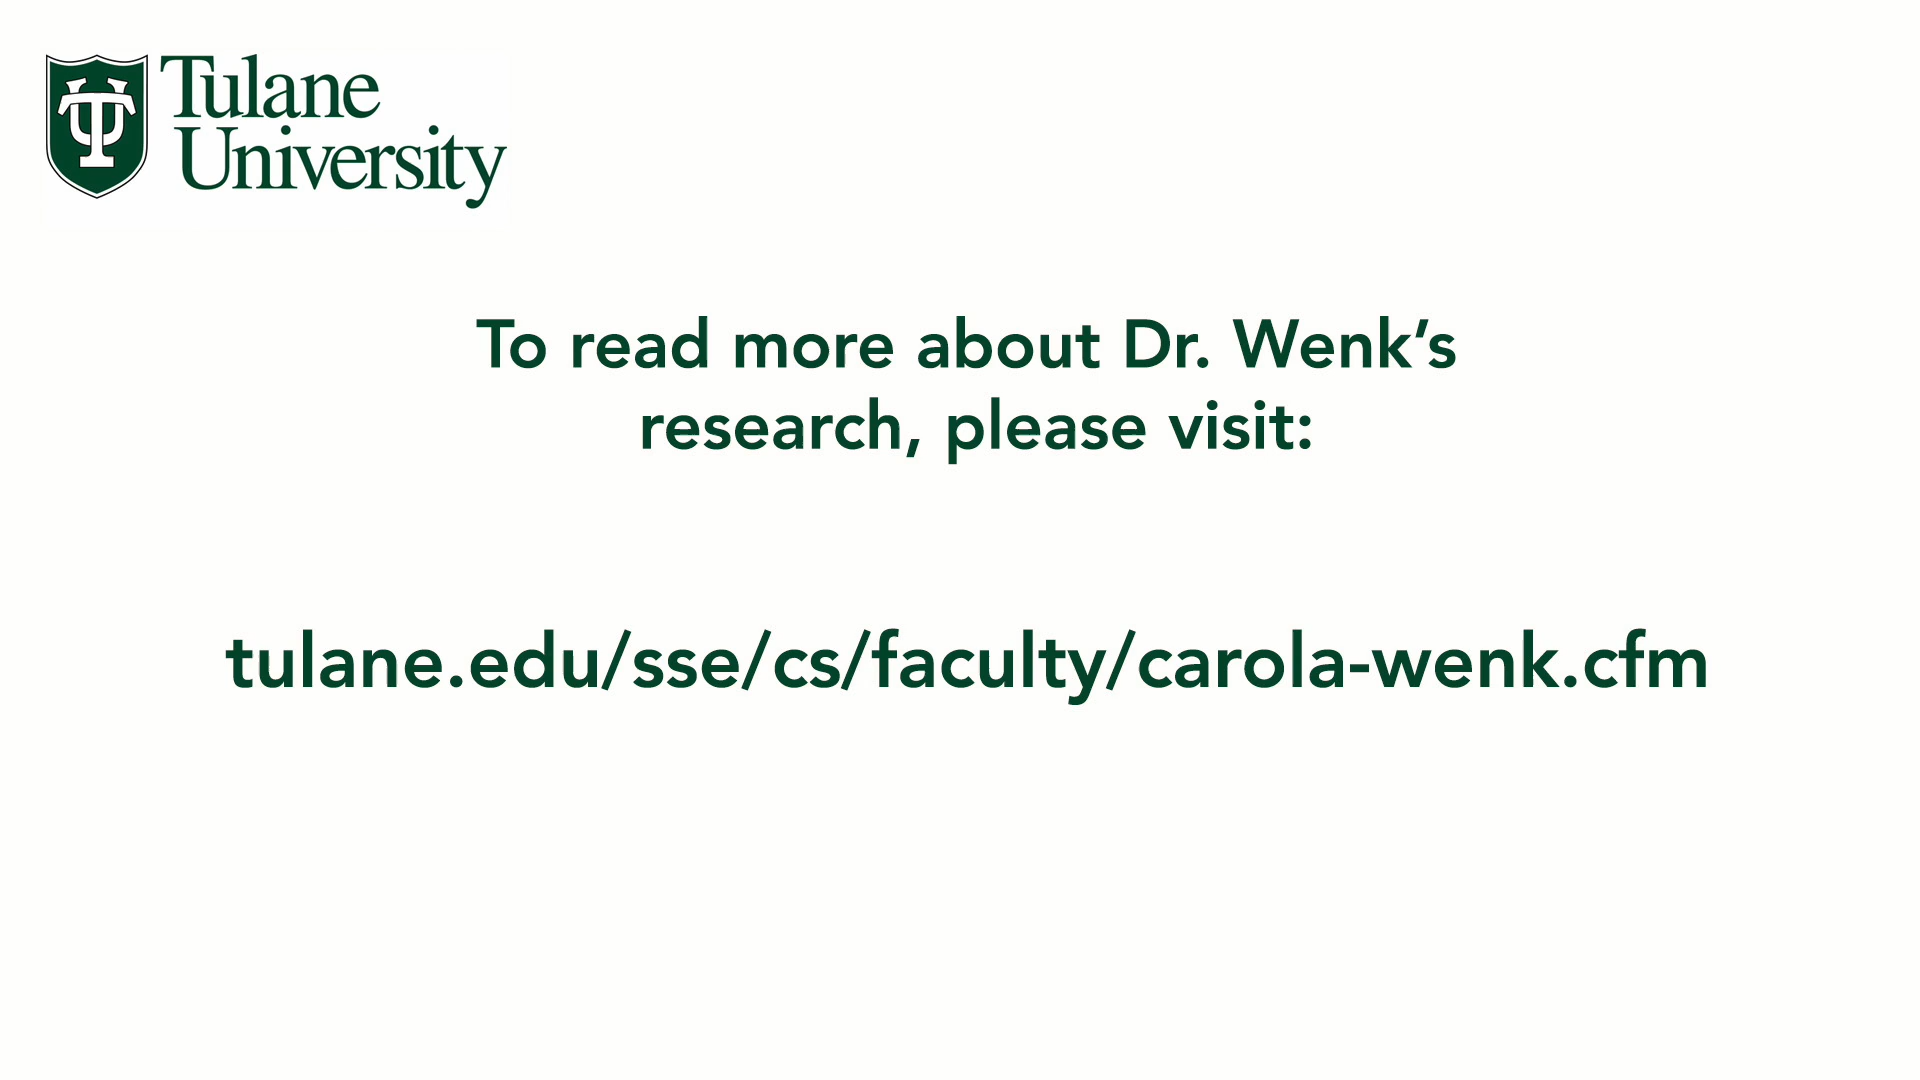 Tulane
University
To read more about Dr. Wenk’s
research, please visit:
tulane.edu/sse/cs/faculty/carola-wenk.cfm